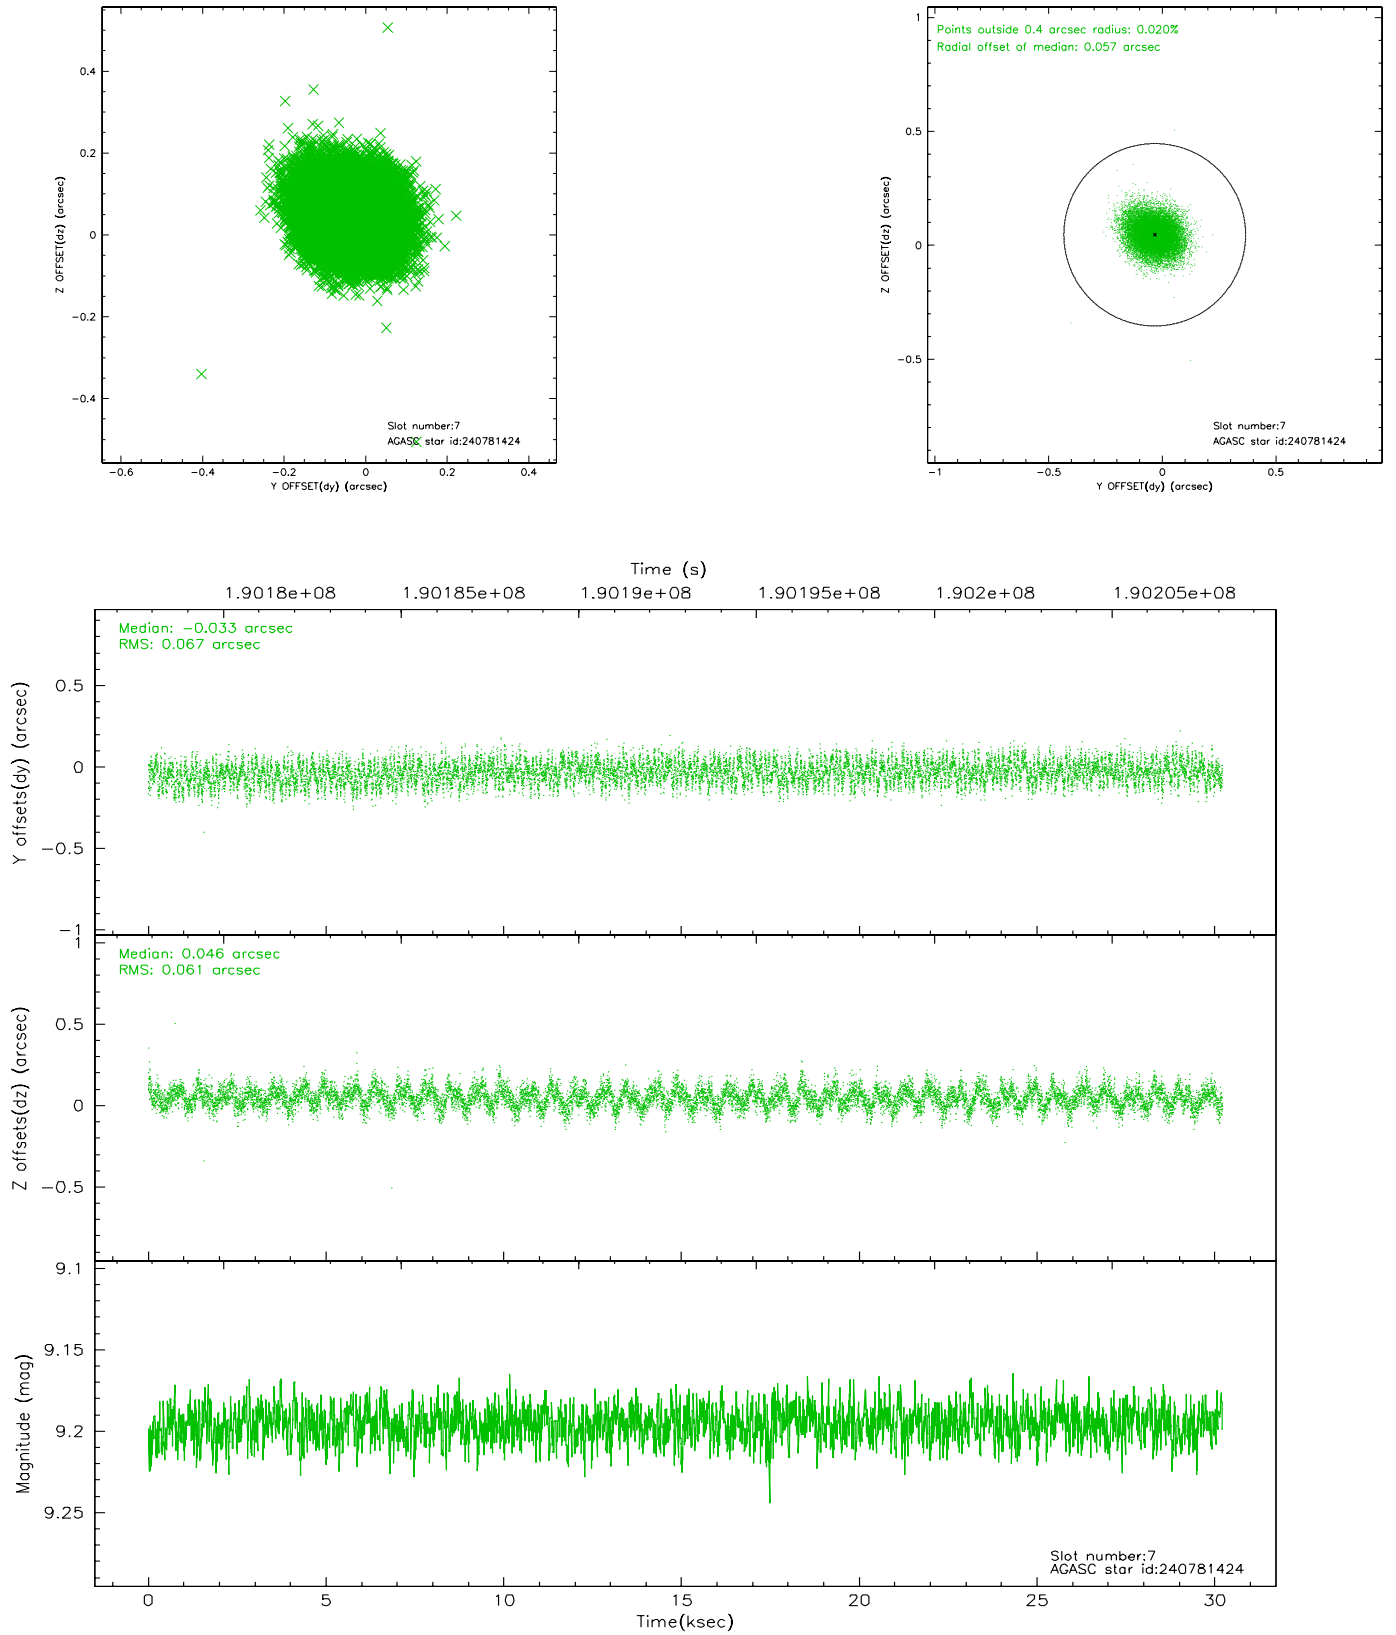 0.4
0.2
0
−0.2
−0.4
Z OFFSET(dz) (arcsec)
Slot number:7
AGASC star id:240781424
−0.6
−0.4
−0.2
0
0.2
0.4
Y OFFSET(dy) (arcsec)
Points outside 0.4 arcsec radius: 0.020%
Radial offset of median: 0.057 arcsec
1
0.5
0
−0.5
Z OFFSET(dz) (arcsec)
Slot number:7
AGASC star id:240781424
−1
−0.5
0
0.5
Y OFFSET(dy) (arcsec)
Time (s)
1.9018e+08
1.90185e+08
1.9019e+08
1.90195e+08
1.902e+08
1.90205e+08
Median: −0.033 arcsec
RMS: 0.067 arcsec
0.5
0
−0.5
−1
Y offsets(dy) (arcsec)
Median: 0.046 arcsec
RMS: 0.061 arcsec
1
0.5
0
−0.5
Z offsets(dz) (arcsec)
9.1
9.15
9.2
9.25
Magnitude (mag)
Slot number:7
AGASC star id:240781424
0
5
10
15
20
25
30
Time(ksec)